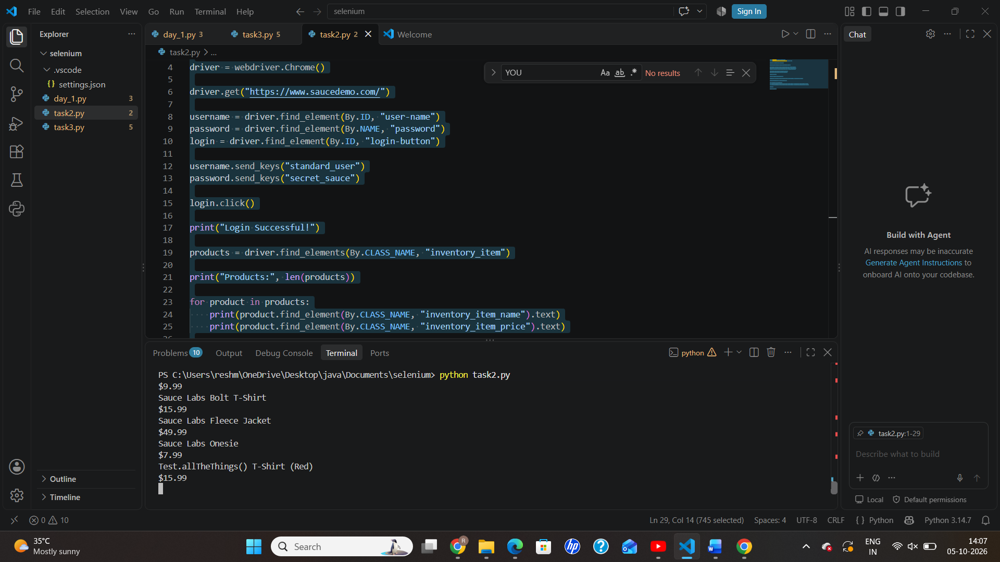 File Edit Selection View Go Run Terminal Help
selenium
Sign In
Explorer
selenium
.vscode
{} settings.json
day_1.py 3
task2.py 2
task3.py 5
Outline
Timeline
day_1.py 3
task3.py 5
task2.py 2
Welcome
task2.py > ...
YOU
Aa ab .*
No results
4 driver = webdriver.Chrome()
5
6 driver.get("https://www.saucedemo.com/")
7
8 username = driver.find_element(By.ID, "user-name")
9 password = driver.find_element(By.NAME, "password")
10 login = driver.find_element(By.ID, "login-button")
11
12 username.send_keys("standard_user")
13 password.send_keys("secret_sauce")
14
15 login.click()
16
17 print("Login Successful!")
18
19 products = driver.find_elements(By.CLASS_NAME, "inventory_item")
20
21 print("Products:", len(products))
22
23 for product in products:
24 print(product.find_element(By.CLASS_NAME, "inventory_item_name").text)
25 print(product.find_element(By.CLASS_NAME, "inventory_item_price").text)
Problems 10 Output Debug Console Terminal Ports
python
PS C:\Users\reshm\OneDrive\Desktop\java\Documents\selenium> python task2.py
$9.99
Sauce Labs Bolt T-Shirt
$15.99
Sauce Labs Fleece Jacket
$49.99
Sauce Labs Onesie
$7.99
Test.allTheThings() T-Shirt (Red)
$15.99
Chat
Build with Agent
AI responses may be inaccurate
Generate Agent Instructions to
onboard AI onto your codebase.
task2.py:1-29
Describe what to build
Local Default permissions
0 10
Ln 29, Col 14 (745 selected) Spaces: 4 UTF-8 CRLF {} Python Python 3.14.7
35°C
Mostly sunny
Search
R
hp
ENG
IN
14:07
05-10-2026